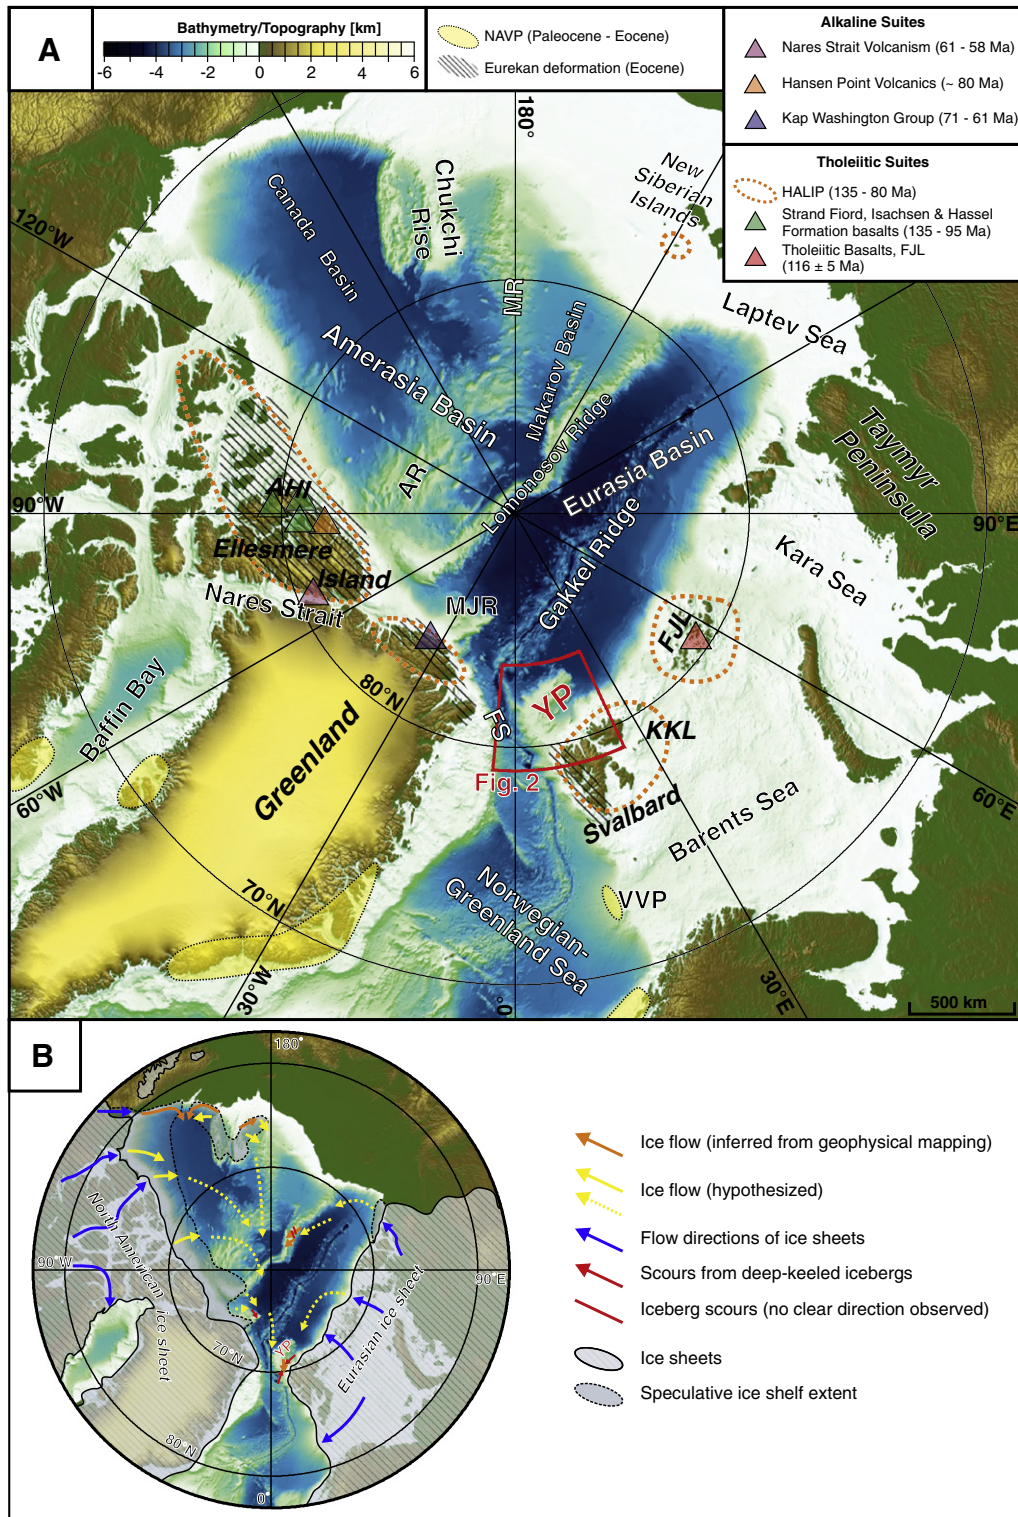 A
Bathymetry/Topography [km]
-6 -4 -2 0 2 4 6
NAVP (Paleocene - Eocene)
Eurekan deformation (Eocene)
Alkaline Suites
Nares Strait Volcanism (61 - 58 Ma)
Hansen Point Volcanics (~ 80 Ma)
Kap Washington Group (71 - 61 Ma)
Tholeiitic Suites
HALIP (135 - 80 Ma)
Strand Fiord, Isachsen & Hassel
Formation basalts (135 - 95 Ma)
Tholeiitic Basalts, FJL
(116 ± 5 Ma)
180°
New
Siberian
Islands
Chukchi
Rise
Canada Basin
120°W
MR
Laptev Sea
Makarov Basin
Amerasia Basin
Lomonosov Ridge
Eurasia Basin
Taymyr
Peninsula
AR
AHI
90°W
90°E
Ellesmere
Island
Gakkel Ridge
Kara Sea
Nares Strait
MJR
FJL
80°N
Baffin Bay
YP
FS
KKL
Greenland
Fig. 2
60°W
60°E
Svalbard
Barents Sea
70°N
Norwegian-
Greenland Sea
VVP
30°W
0°
30°E
500 km
B
180°
North American ice sheet
90°W
90°E
Eurasian ice sheet
YP
70°N
80°N
0°
Ice flow (inferred from geophysical mapping)
Ice flow (hypothesized)
Flow directions of ice sheets
Scours from deep-keeled icebergs
Iceberg scours (no clear direction observed)
Ice sheets
Speculative ice shelf extent